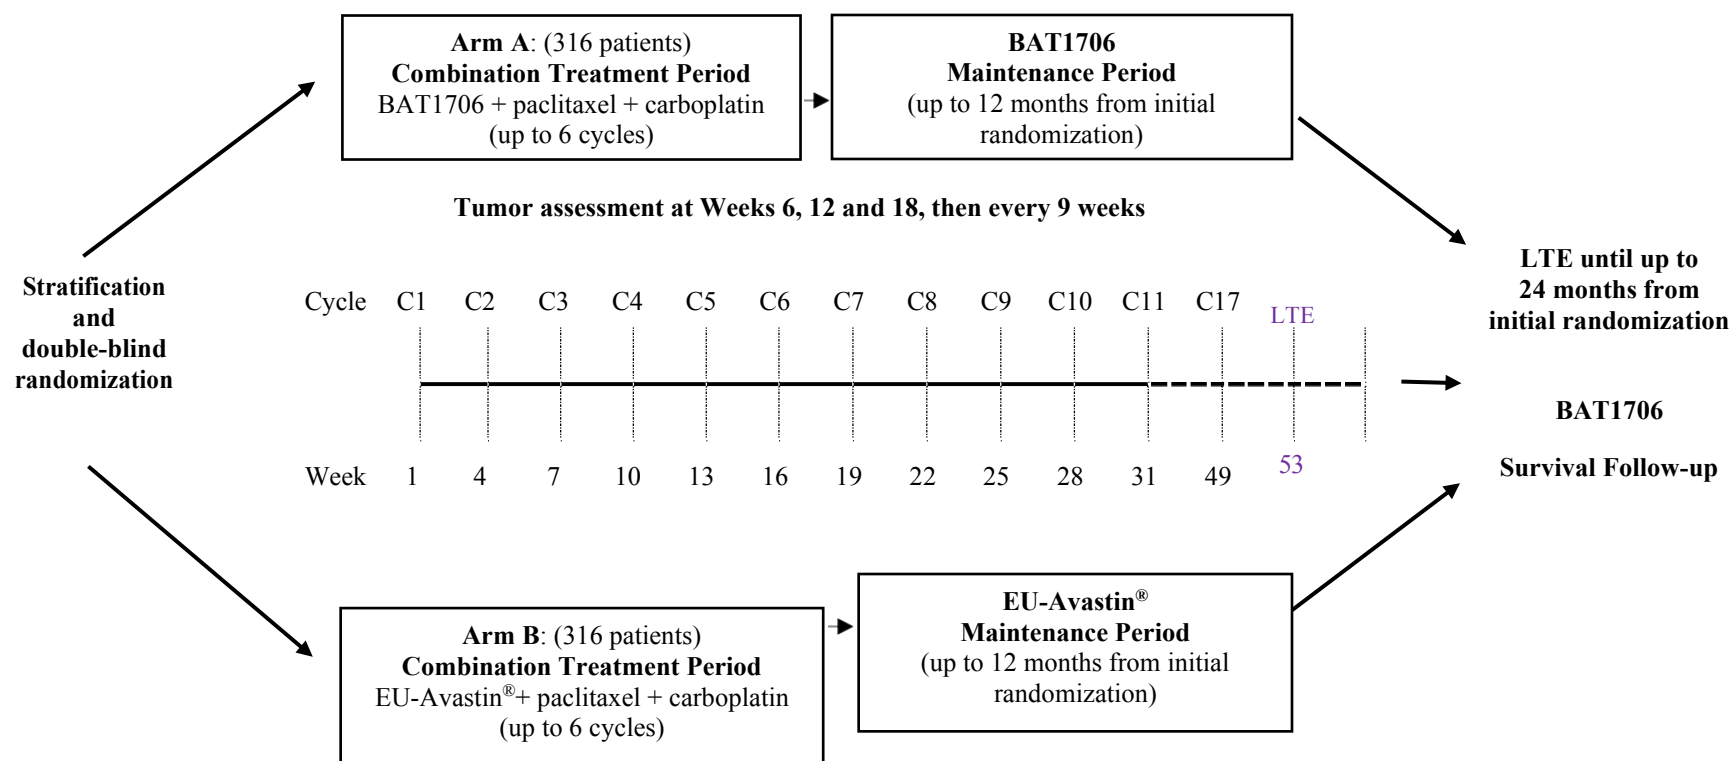 Arm A: (316 patients)
Combination Treatment Period
BAT1706 + paclitaxel + carboplatin
(up to 6 cycles)
BAT1706
Maintenance Period
(up to 12 months from initial
randomization)
Tumor assessment at Weeks 6, 12 and 18, then every 9 weeks
Stratification
and
double-blind
randomization
Cycle C1 C2 C3 C4 C5 C6 C7 C8 C9 C10 C11 C17 LTE
Week 1 4 7 10 13 16 19 22 25 28 31 49 53
LTE until up to
24 months from
initial randomization
BAT1706
Survival Follow-up
Arm B: (316 patients)
Combination Treatment Period
EU-Avastin®+ paclitaxel + carboplatin
(up to 6 cycles)
EU-Avastin®
Maintenance Period
(up to 12 months from initial
randomization)